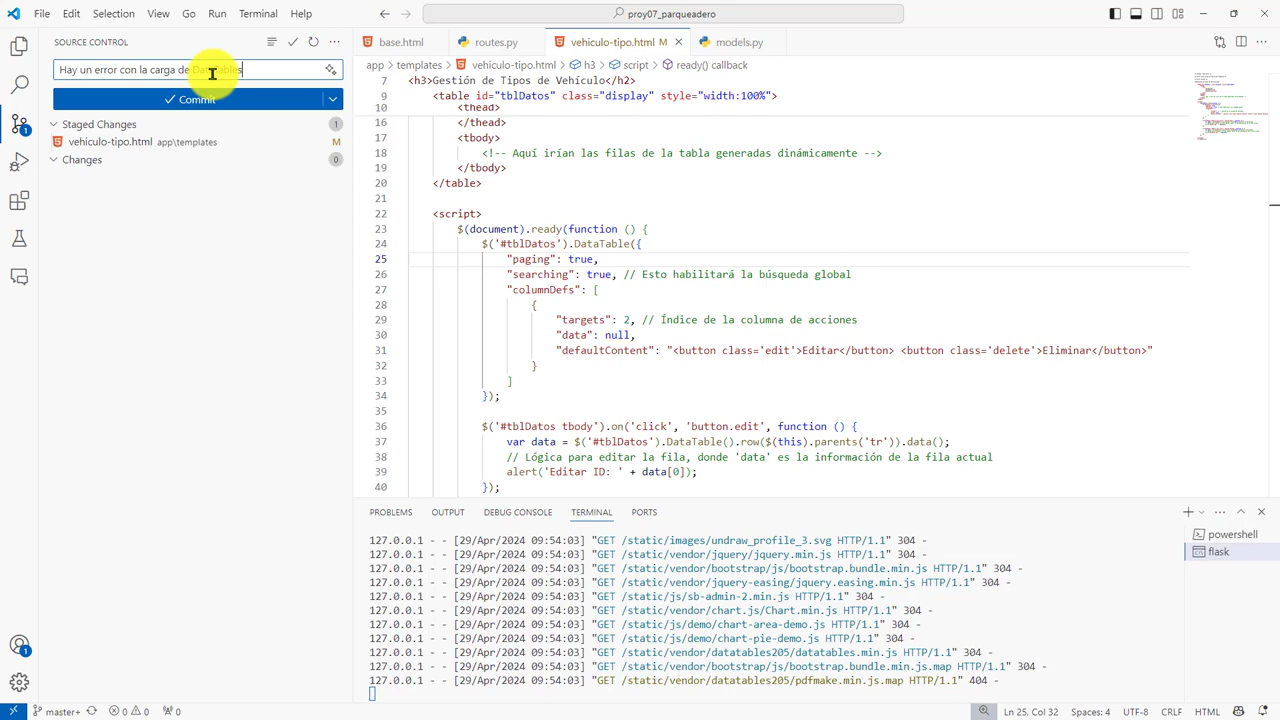 File Edit Selection View Go Run Terminal Help
proy07_parqueadero
SOURCE CONTROL
Hay un error con la carga de DataTables
Commit
Staged Changes 1
vehiculo-tipo.html app\templates M
Changes 0
1
1
base.html routes.py vehiculo-tipo.html M models.py
app > templates > vehiculo-tipo.html > h3 > script > ready() callback
<h3>Gestión de Tipos de Vehículo</h2>
9 <table id= atos" class="display" style="width:100%"
10 <thead>
16 </thead>
17 <tbody>
18 <!-- Aquí irían las filas de la tabla generadas dinámicamente -->
19 </tbody>
20 </table>
21
22 <script>
23 $(document).ready(function () {
24 $('#tblDatos').DataTable({
25 "paging": true,
26 "searching": true, // Esto habilitará la búsqueda global
27 "columnDefs": [
28 {
29 "targets": 2, // Índice de la columna de acciones
30 "data": null,
31 "defaultContent": "<button class='edit'>Editar</button> <button class='delete'>Eliminar</button>"
32 }
33 ]
34 });
35
36 $('#tblDatos tbody').on('click', 'button.edit', function () {
37 var data = $('#tblDatos').DataTable().row($(this).parents('tr')).data();
38 // Lógica para editar la fila, donde 'data' es la información de la fila actual
39 alert('Editar ID: ' + data[0]);
40 });
PROBLEMS OUTPUT DEBUG CONSOLE TERMINAL PORTS
powershell
flask
127.0.0.1 - - [29/Apr/2024 09:54:03] "GET /static/images/undraw_profile_3.svg HTTP/1.1" 304 -
127.0.0.1 - - [29/Apr/2024 09:54:03] "GET /static/vendor/jquery/jquery.min.js HTTP/1.1" 304 -
127.0.0.1 - - [29/Apr/2024 09:54:03] "GET /static/vendor/bootstrap/js/bootstrap.bundle.min.js HTTP/1.1" 304 -
127.0.0.1 - - [29/Apr/2024 09:54:03] "GET /static/vendor/jquery-easing/jquery.easing.min.js HTTP/1.1" 304 -
127.0.0.1 - - [29/Apr/2024 09:54:03] "GET /static/js/sb-admin-2.min.js HTTP/1.1" 304 -
127.0.0.1 - - [29/Apr/2024 09:54:03] "GET /static/vendor/chart.js/Chart.min.js HTTP/1.1" 304 -
127.0.0.1 - - [29/Apr/2024 09:54:03] "GET /static/js/demo/chart-area-demo.js HTTP/1.1" 304 -
127.0.0.1 - - [29/Apr/2024 09:54:03] "GET /static/js/demo/chart-pie-demo.js HTTP/1.1" 304 -
127.0.0.1 - - [29/Apr/2024 09:54:03] "GET /static/vendor/datatables205/datatables.min.js HTTP/1.1" 304 -
127.0.0.1 - - [29/Apr/2024 09:54:03] "GET /static/vendor/bootstrap/js/bootstrap.bundle.min.js.map HTTP/1.1" 304 -
127.0.0.1 - - [29/Apr/2024 09:54:03] "GET /static/vendor/datatables205/pdfmake.min.js.map HTTP/1.1" 404 -
master+ 0 0 0 Ln 25, Col 32 Spaces: 4 UTF-8 CRLF HTML